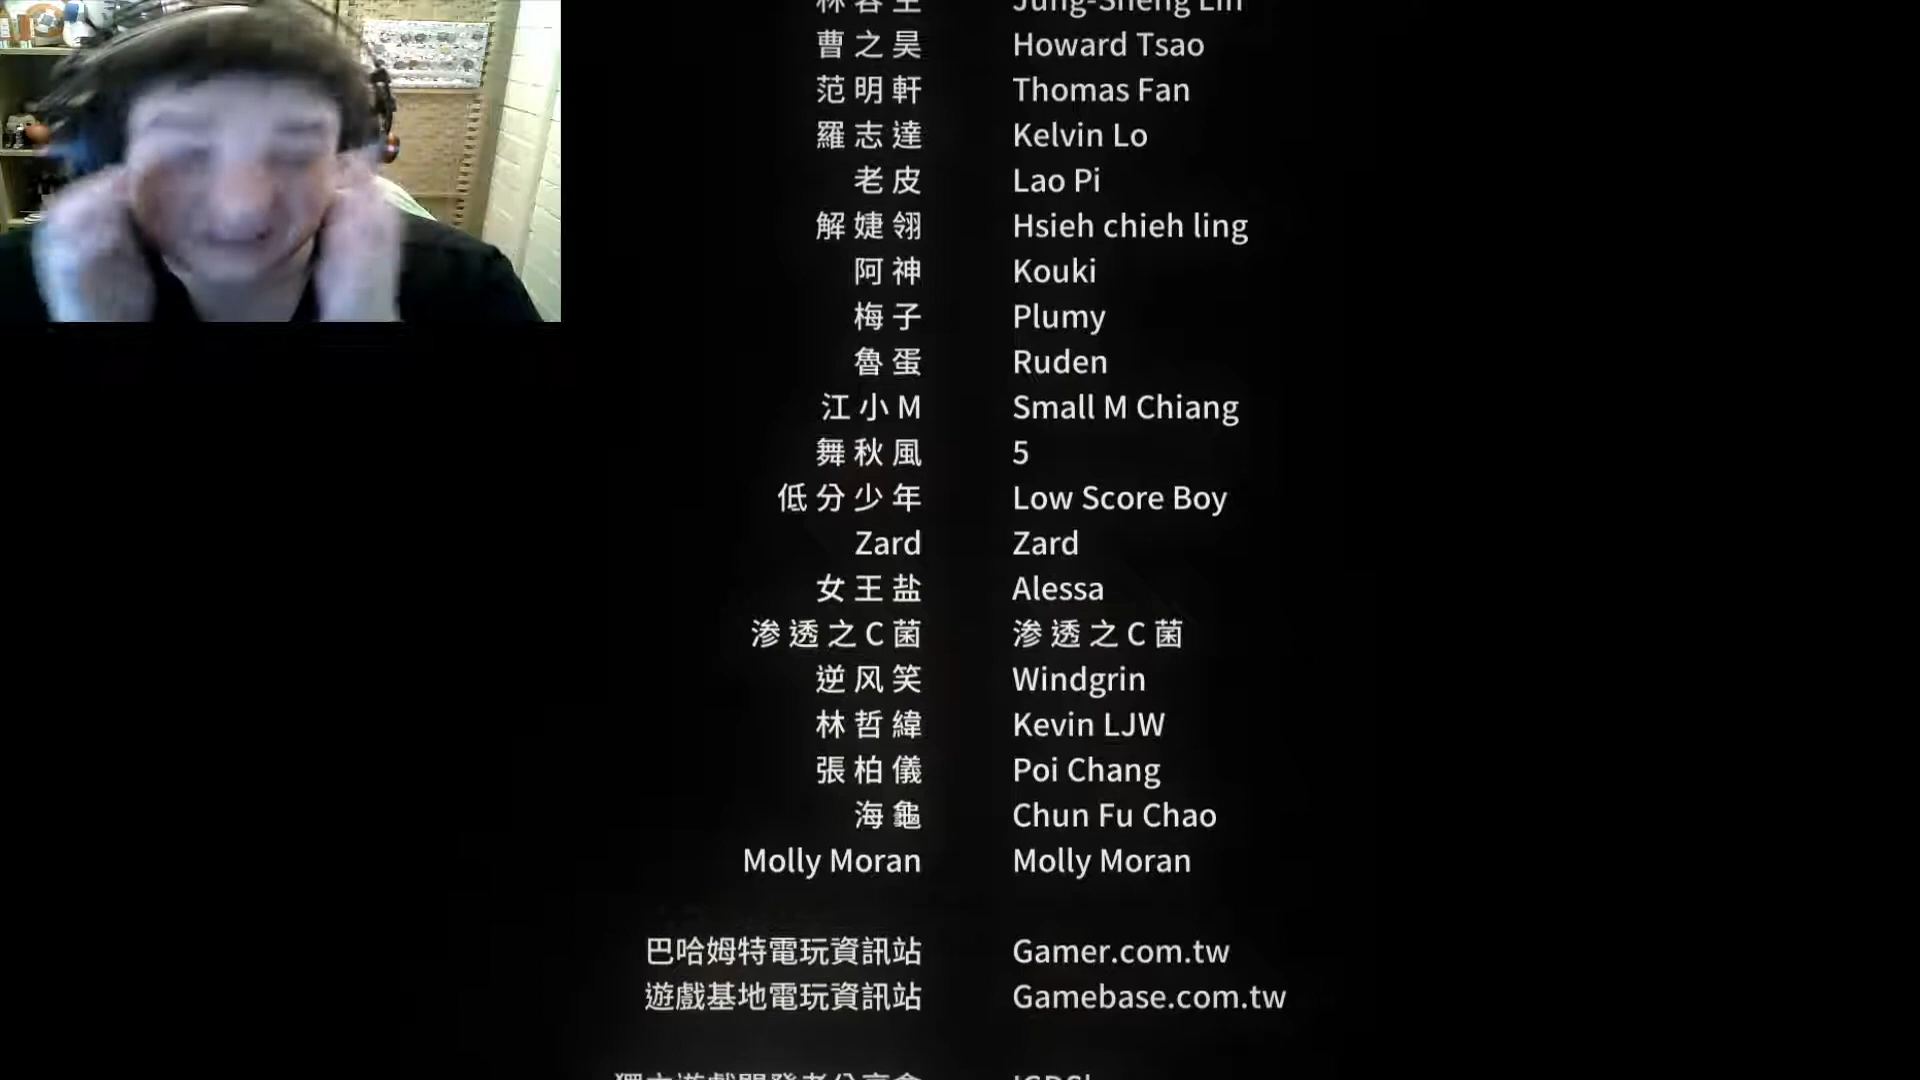 曹之昊 Howard Tsao
范明軒 Thomas Fan
羅志達 Kelvin Lo
老皮 Lao Pi
解婕翎 Hsieh chieh ling
阿神 Kouki
梅子 Plumy
魯蛋 Ruden
江小M Small M Chiang
舞秋風 5
低分少年 Low Score Boy
Zard Zard
女王盐 Alessa
渗透之C菌 渗透之C菌
逆风笑 Windgrin
林哲緯 Kevin LJW
張柏儀 Poi Chang
海龜 Chun Fu Chao
Molly Moran Molly Moran
巴哈姆特電玩資訊站 Gamer.com.tw
遊戲基地電玩資訊站 Gamebase.com.tw